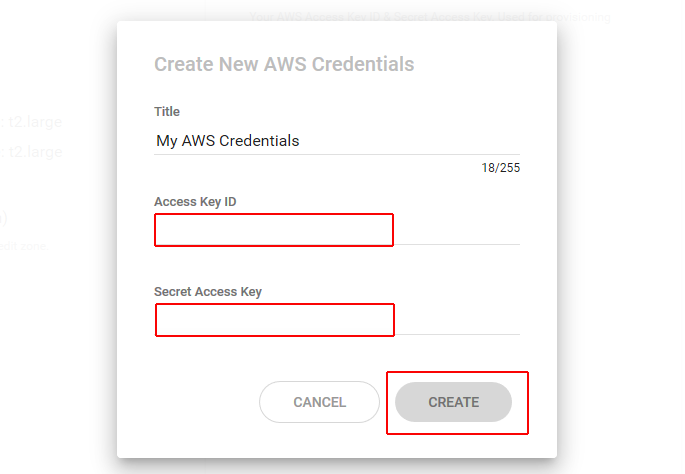 Your AWS Access Key ID & Secret Access Key. Used for
Create New AWS Credentials
Title
: t2.large
My AWS Credentials
: t2.large
18/255
Access Key ID
Secret Access Key
CANCEL
CREATE